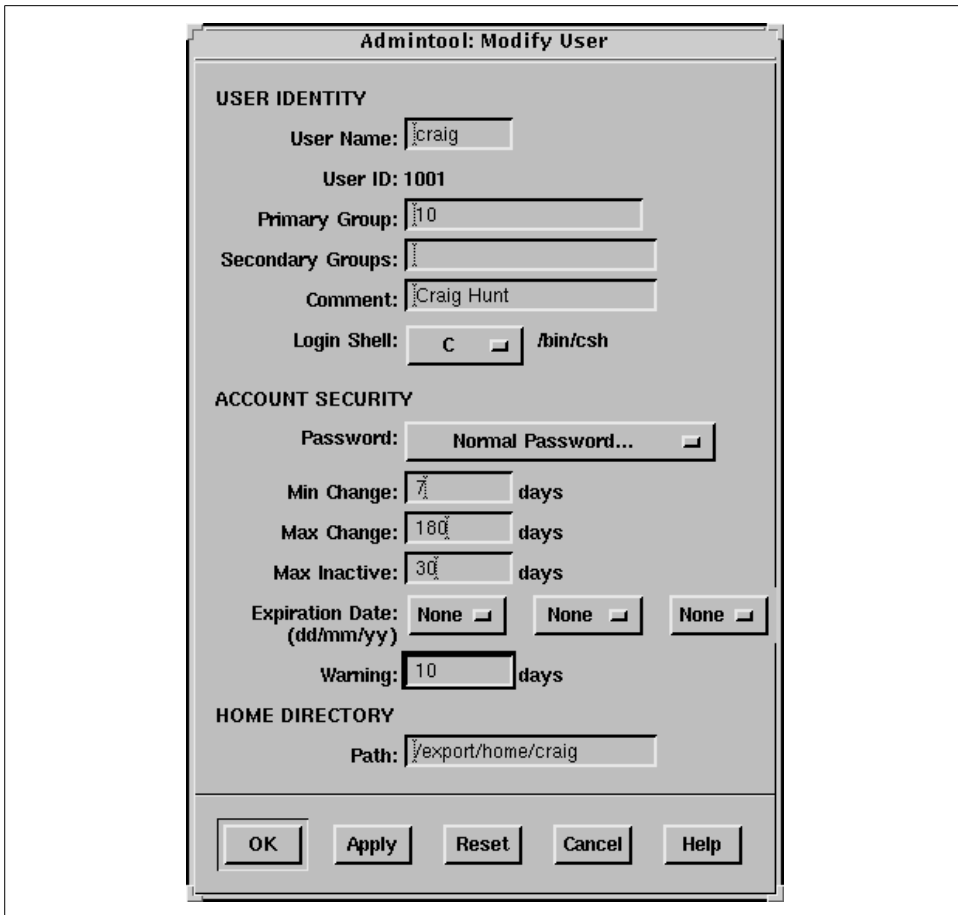 Admintool: Modify User
USER IDENTITY
User Name: craig
User ID: 1001
Primary Group: 10
Secondary Groups:
Comment: Craig Hunt
Login Shell: C /bin/csh
ACCOUNT SECURITY
Password: Normal Password...
Min Change: 7 days
Max Change: 180 days
Max Inactive: 30 days
Expiration Date: None None None
(dd/mm/yy)
Warning: 10 days
HOME DIRECTORY
Path: /export/home/craig
OK Apply Reset Cancel Help